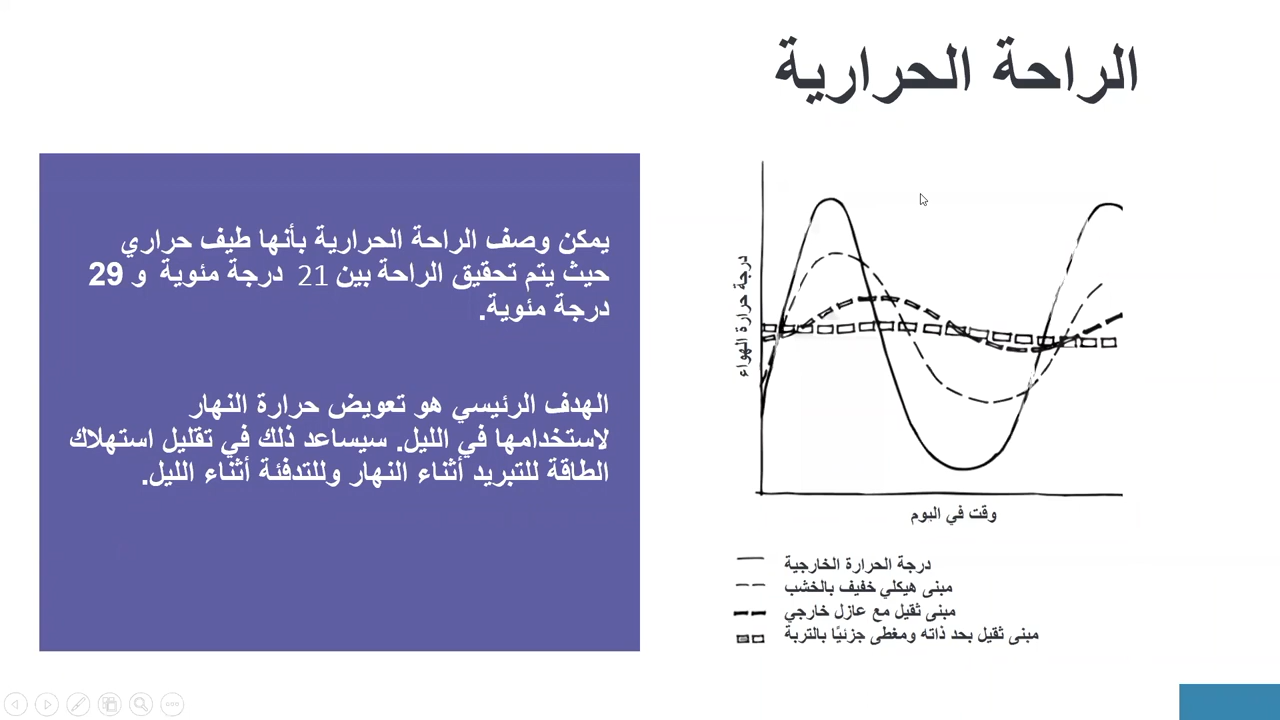 الراحة الحرارية
يمكن وصف الراحة الحرارية بأنها طيف حراري
حيث يتم تحقيق الراحة بين 21 درجة مئوية و 29
درجة مئوية.
الهدف الرئيسي هو تعويض حرارة النهار
لاستخدامها في الليل. سيساعد ذلك في تقليل استهلاك
الطاقة للتبريد أثناء النهار وللتدفئة أثناء الليل.
درجة حرارة الهواء
وقت في البوم
درجة الحرارة الخارجية
مبنى هيكلي خفيف بالخشب
مبنى ثقيل مع عازل خارجي
مبنى ثقيل بحد ذاته ومغطى جزئيًا بالتربة